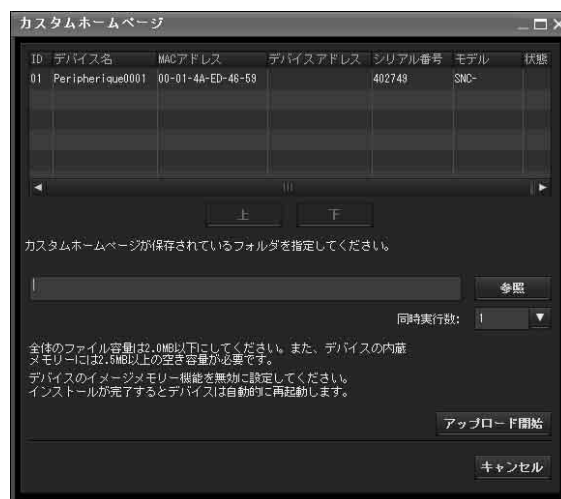 カスタムホームページ
ID デバイス名 MACアドレス デバイスアドレス シリアル番号 モデル 状態
01 Peripherique0001 00-01-4A-ED-46-59 402749 SNC-
上 下
カスタムホームページが保存されているフォルダを指定してください。
参照
同時実行数: 1
全体のファイル容量は2.0MB以下にしてください。また、デバイスの内蔵
メモリーには2.5MB以上の空き容量が必要です。
デバイスのイメージメモリー機能を無効に設定してください。
インストールが完了するとデバイスは自動的に再起動します。
アップロード開始
キャンセル